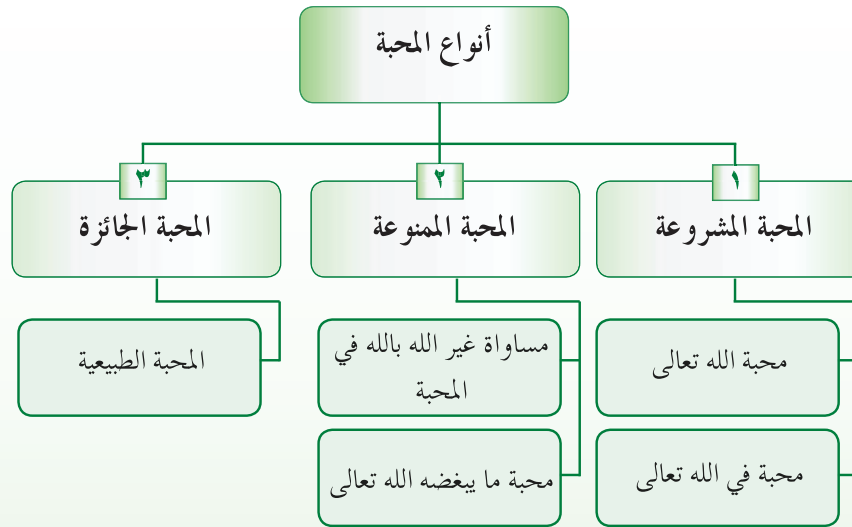 أنواع المحبة
١
المحبة المشروعة
محبة الله تعالى
محبة في الله تعالى
٢
المحبة الممنوعة
مساواة غير الله بالله في
المحبة
محبة ما يبغضه الله تعالى
٣
المحبة الجائزة
المحبة الطبيعية